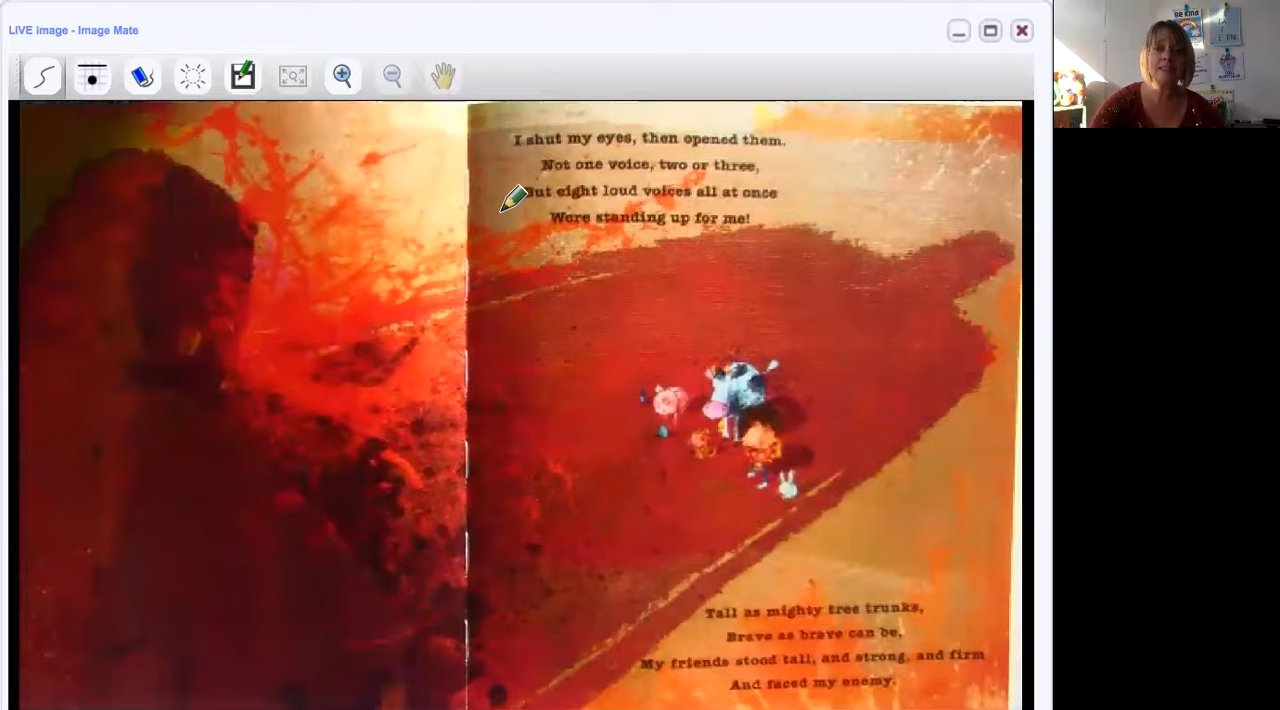 LIVE image - Image Mate
Be Kind
I shut my eyes, then opened them.
Not one voice, two or three,
But eight loud voices all at once
Were standing up for me!
Tall as mighty tree trunks,
Brave as brave can be,
My friends stood tall, and strong, and firm
And faced my enemy.